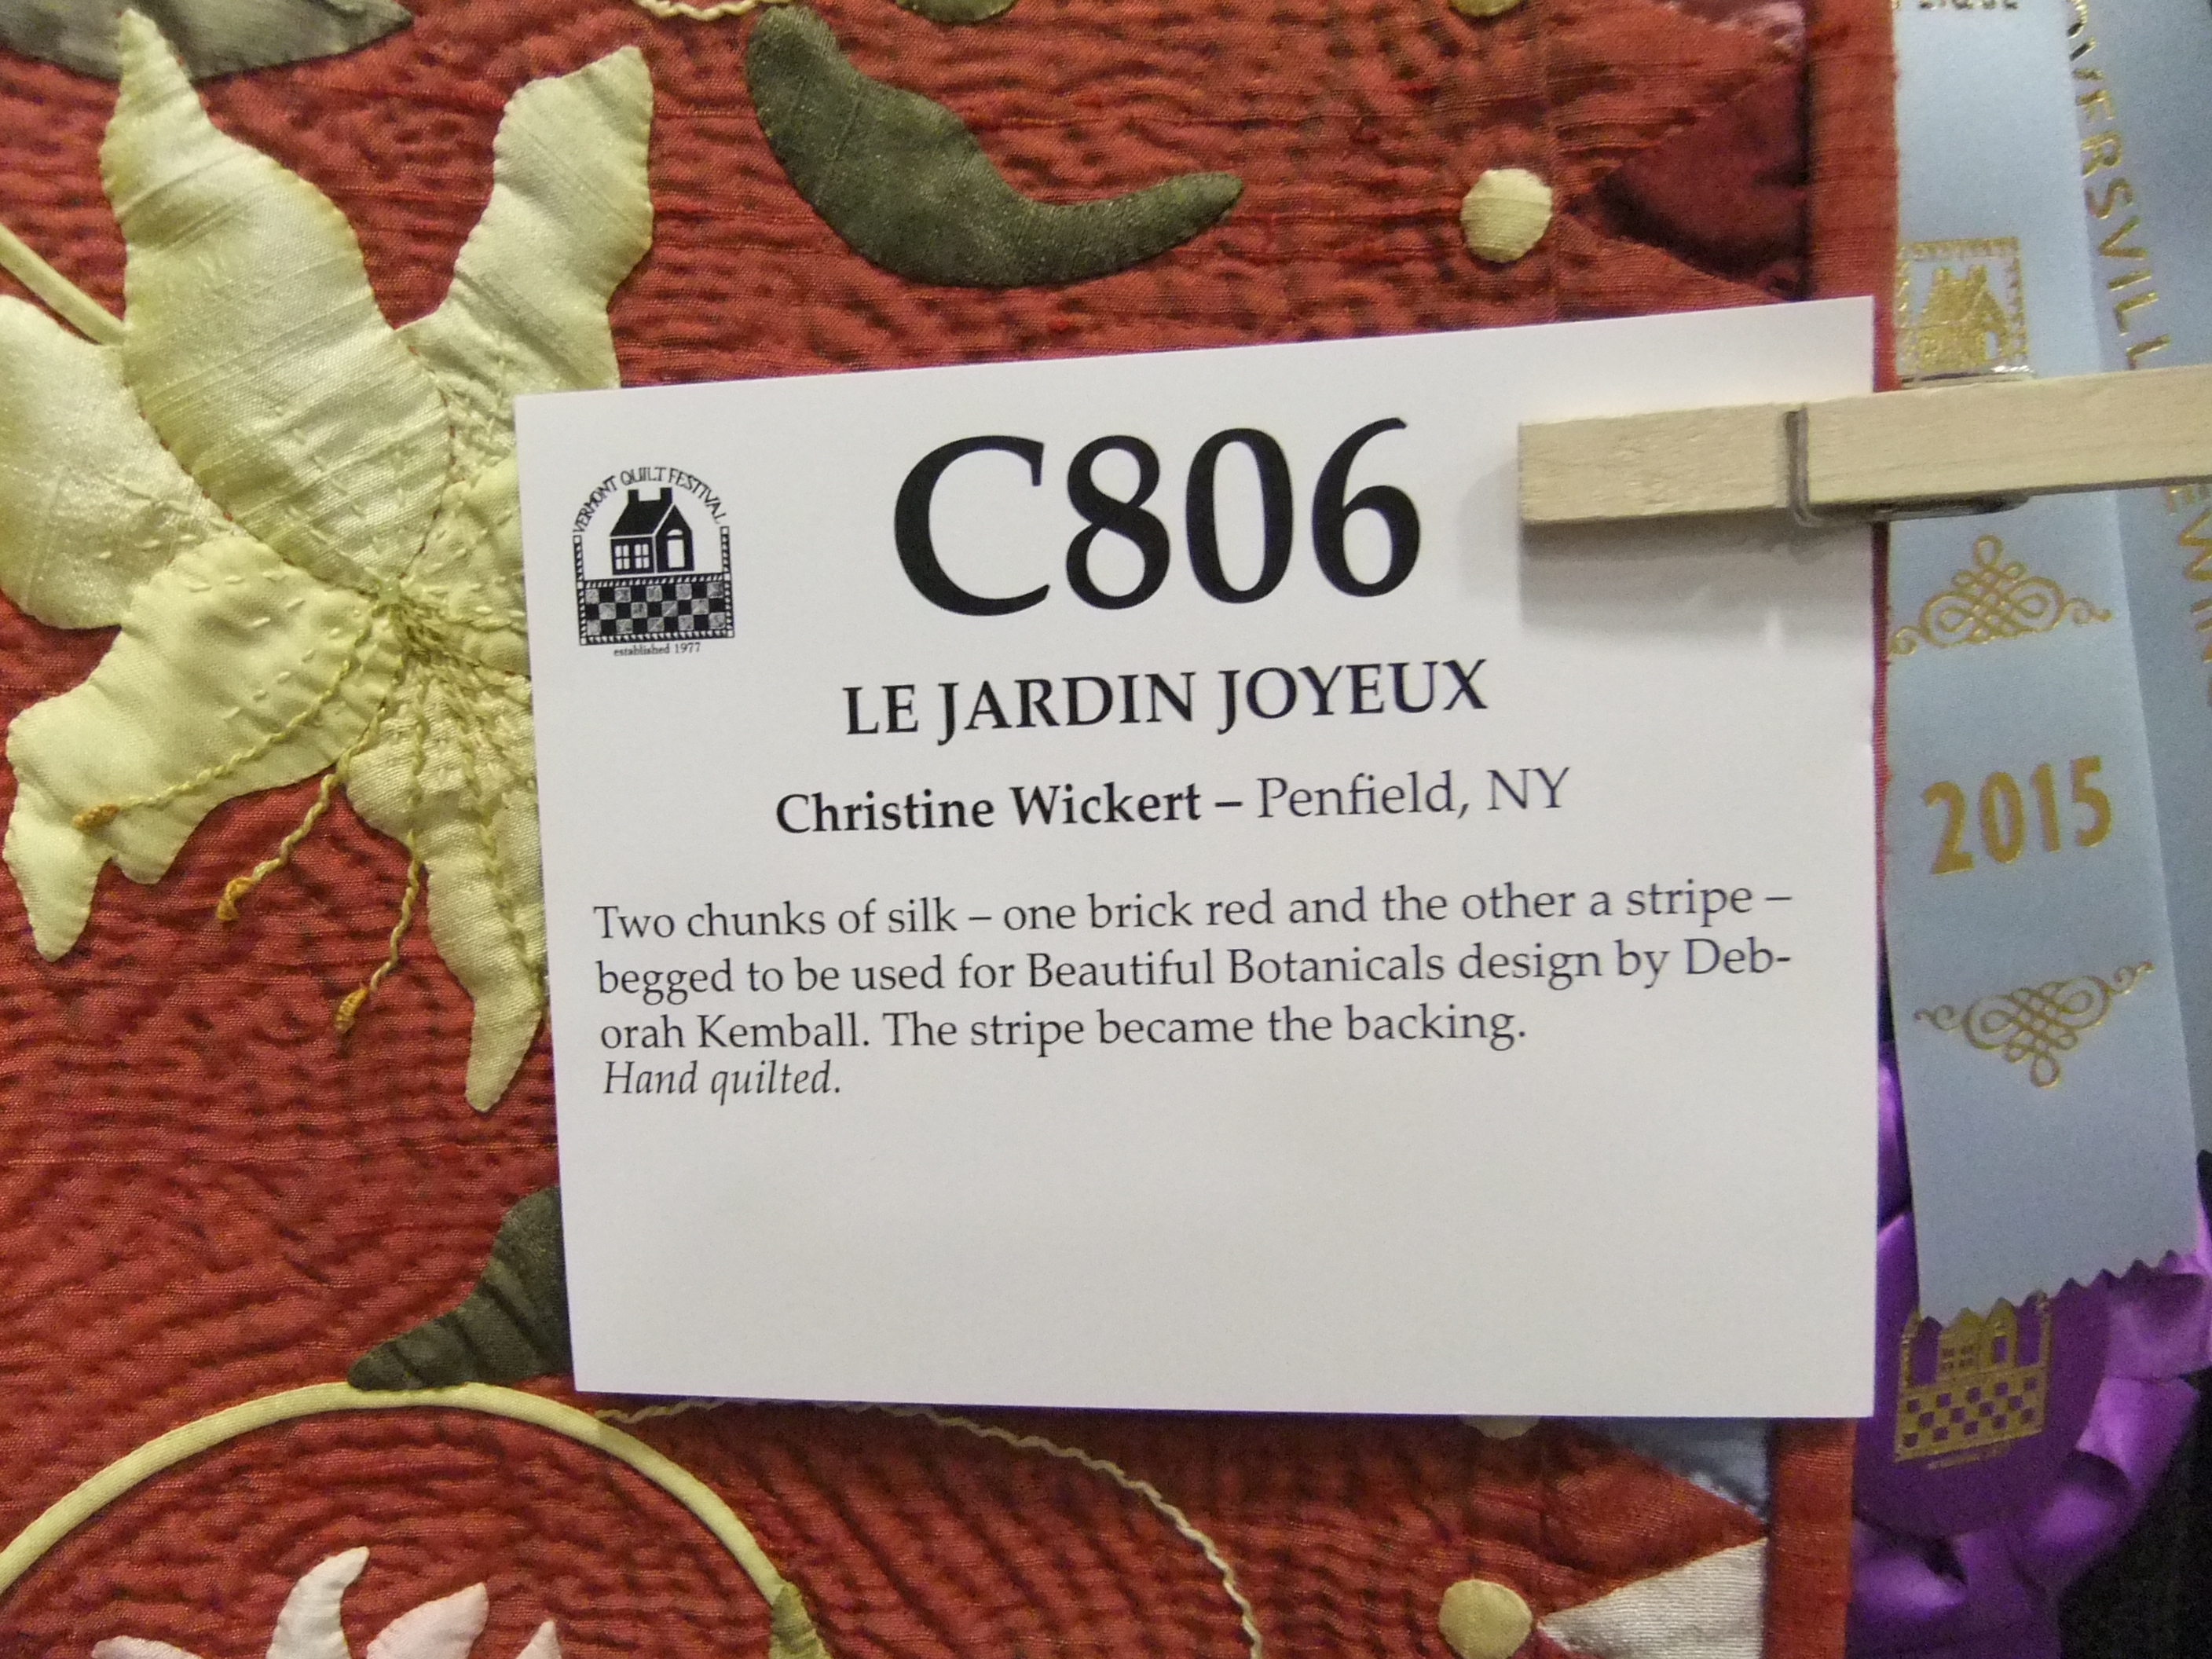 C806
VERMONT QUILT FESTIVAL
established 1977
LE JARDIN JOYEUX
Christine Wickert – Penfield, NY
Two chunks of silk – one brick red and the other a stripe –
begged to be used for Beautiful Botanicals design by Deb-
orah Kemball. The stripe became the backing.
Hand quilted.
2015